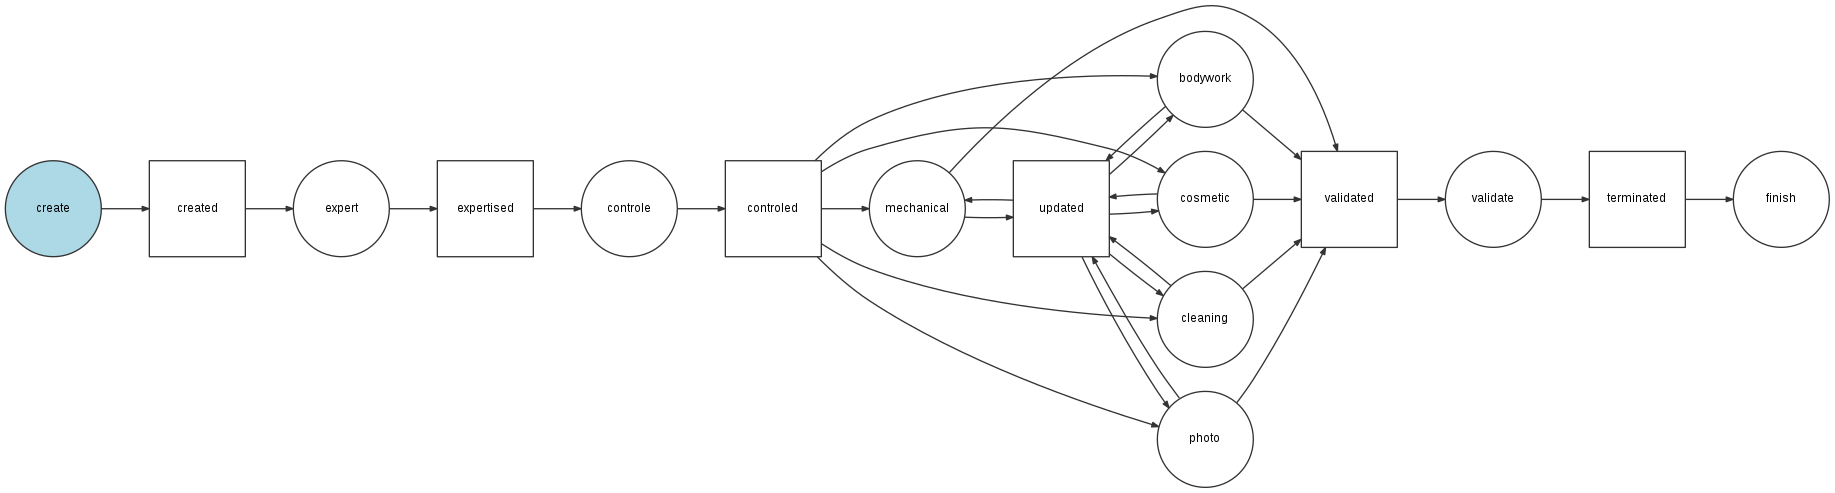 create
created
expert
expertised
controle
controled
mechanical
updated
bodywork
cosmetic
cleaning
photo
validated
validate
terminated
finish